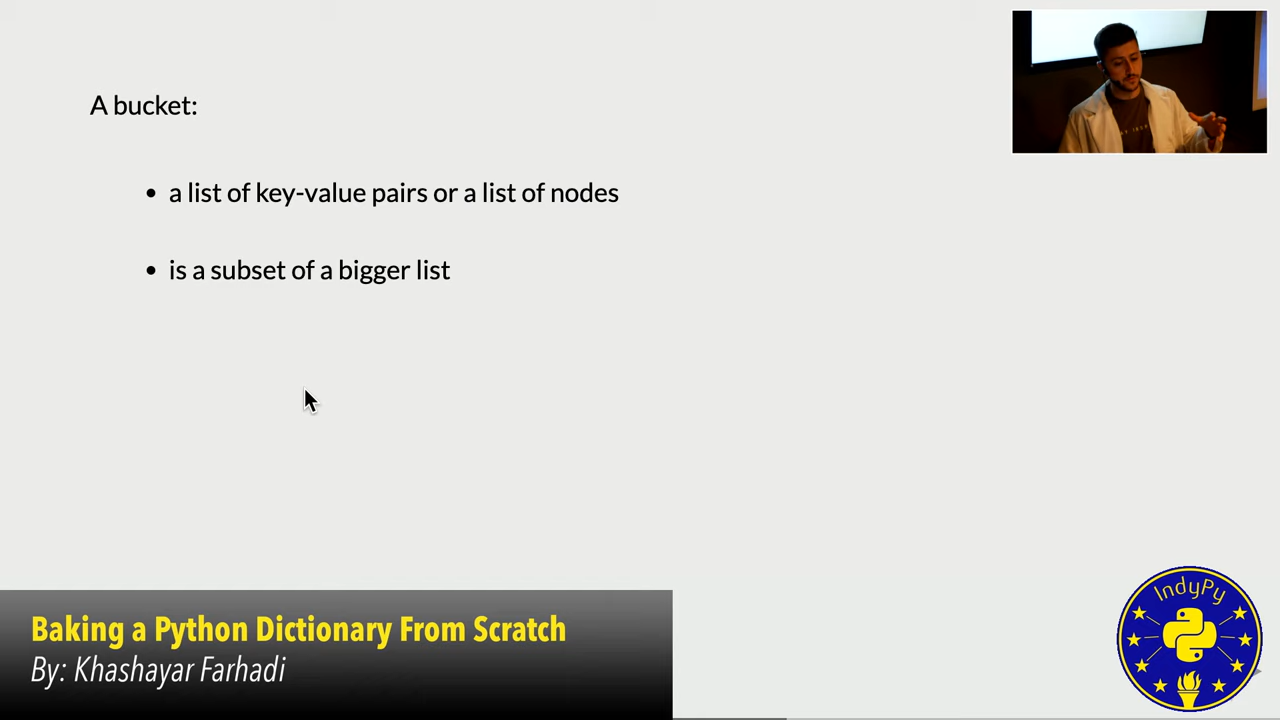 A bucket:
• a list of key-value pairs or a list of nodes
• is a subset of a bigger list
Baking a Python Dictionary From Scratch
By: Khashayar Farhadi
IndyPy